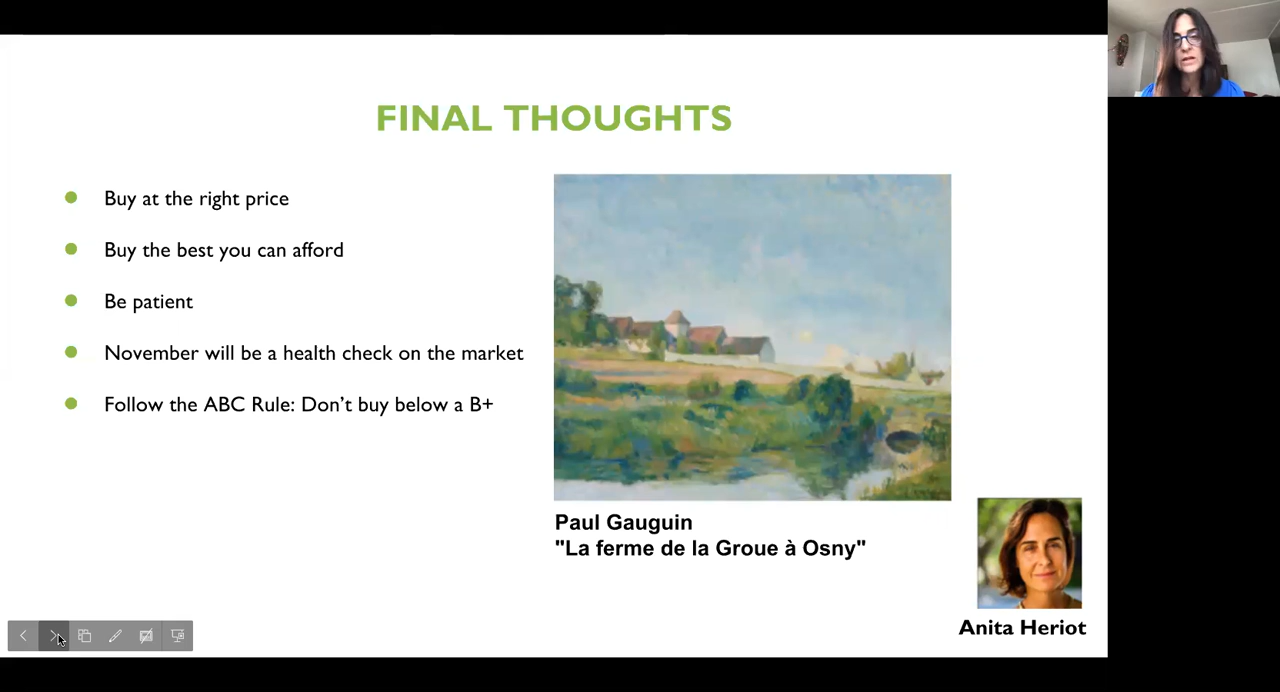 FINAL THOUGHTS
Buy at the right price
Buy the best you can afford
Be patient
November will be a health check on the market
Follow the ABC Rule: Don’t buy below a B+
Paul Gauguin
"La ferme de la Groue à Osny"
Anita Heriot